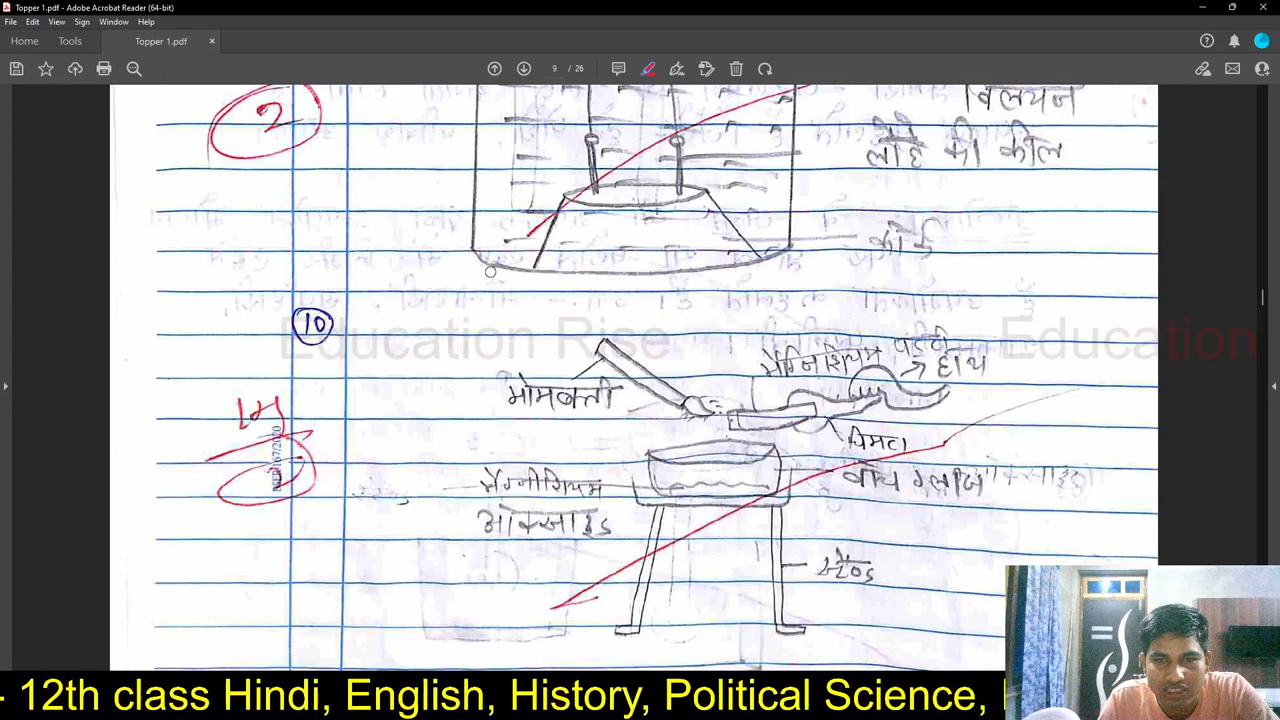 Topper 1.pdf - Adobe Acrobat Reader (64-bit)
File Edit View Sign Window Help
Home Tools Topper 1.pdf ×
9 / 26
विलयन
2
लोहे की कील
कॉर्क
10
Education Rise Education
मैग्निशियम पट्टी
हाथ
मोमबत्ती
चिमटा
मैग्नीशियम
वॉच ग्लास
ऑक्साइड
स्टैण्ड
- 12th class Hindi, English, History, Political Science,